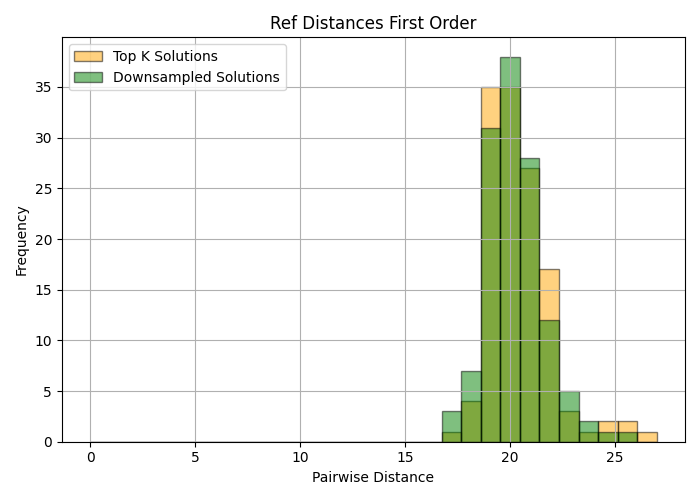 Ref Distances First Order
Top K Solutions
Downsampled Solutions
Frequency
35
30
25
20
15
10
5
0
0 5 10 15 20 25
Pairwise Distance